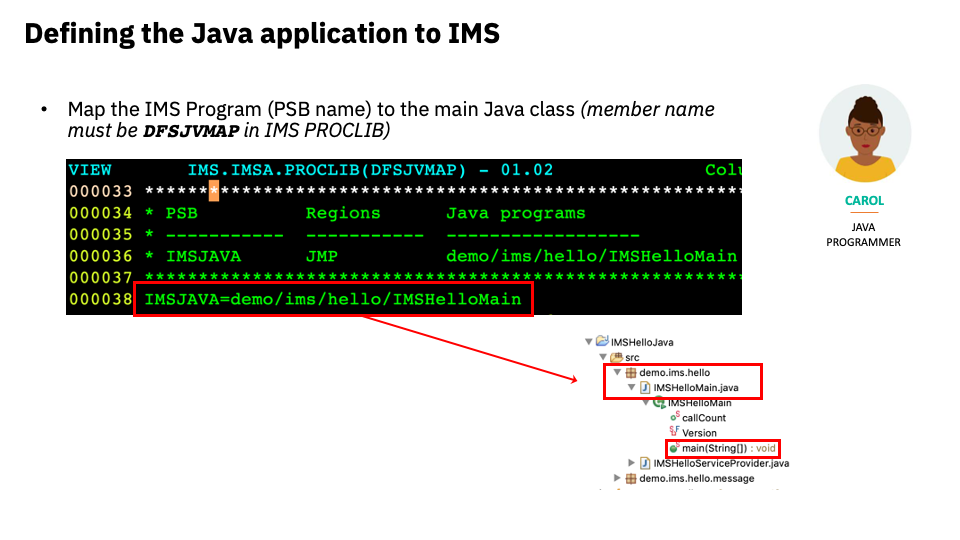 Defining the Java application to IMS
• Map the IMS Program (PSB name) to the main Java class (member name
must be DFSJVMAP in IMS PROCLIB)
VIEW IMS.IMSA.PROCLIB(DFSJVMAP) - 01.02 Colu
000033 *********************************************************
000034 * PSB Regions Java programs
000035 * ----------- ----------- ------------------
000036 * IMSJAVA JMP demo/ims/hello/IMSHelloMain
000037 *********************************************************
000038 IMSJAVA=demo/ims/hello/IMSHelloMain
CAROL
JAVA
PROGRAMMER
IMSHelloJava
src
demo.ims.hello
IMSHelloMain.java
IMSHelloMain
callCount
Version
main(String[]) : void
IMSHelloServiceProvider.java
demo.ims.hello.message